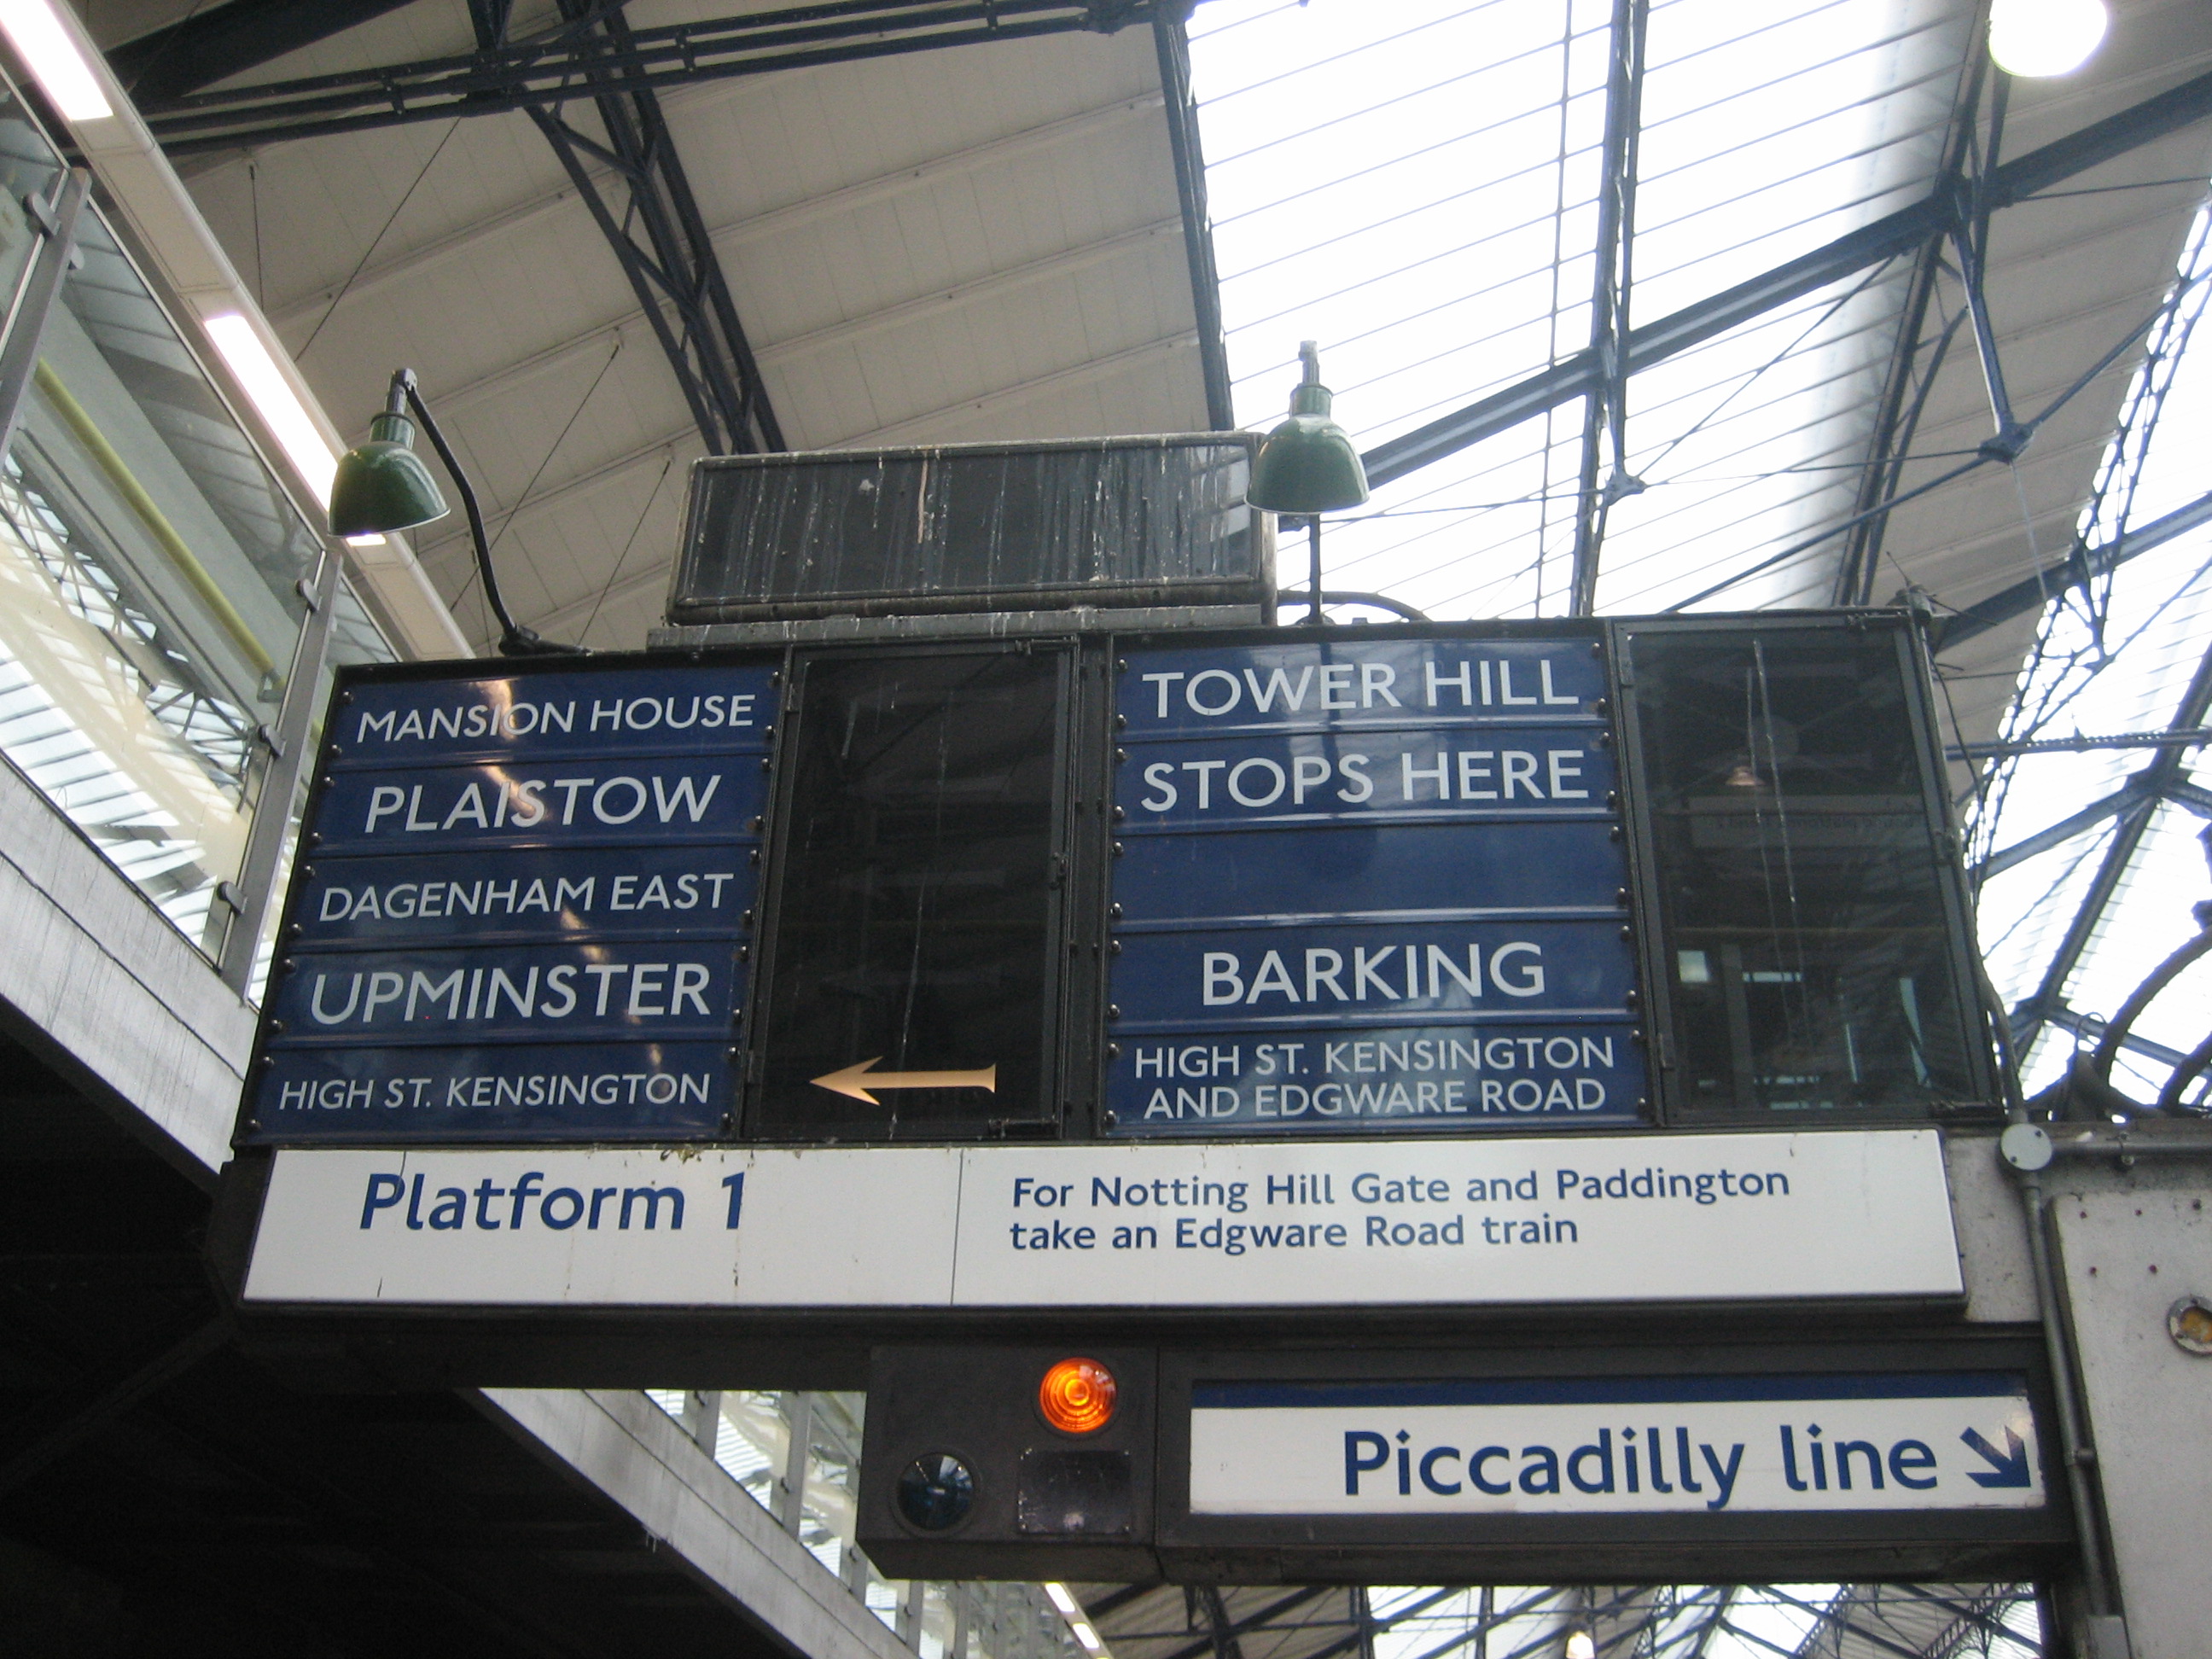 MANSION HOUSE
PLAISTOW
DAGENHAM EAST
UPMINSTER
HIGH ST. KENSINGTON
TOWER HILL
STOPS HERE
BARKING
HIGH ST. KENSINGTON
AND EDGWARE ROAD
Platform 1
For Notting Hill Gate and Paddington
take an Edgware Road train
Piccadilly line